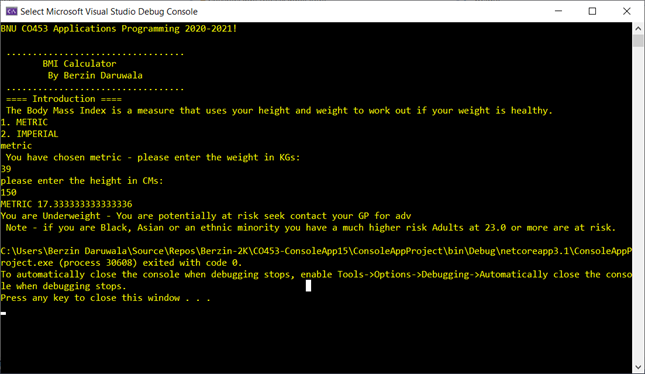 Select Microsoft Visual Studio Debug Console
BNU CO453 Applications Programming 2020-2021!
..................................
BMI Calculator
By Berzin Daruwala
..................................
==== Introduction ====
The Body Mass Index is a measure that uses your height and weight to work out if your weight is healthy.
1. METRIC
2. IMPERIAL
metric
You have chosen metric - please enter the weight in KGs:
39
please enter the height in CMs:
150
METRIC 17.333333333333336
You are Underweight - You are potentially at risk seek contact your GP for adv
Note - if you are Black, Asian or an ethnic minority you have a much higher risk Adults at 23.0 or more are at risk.
C:\Users\Berzin Daruwala\Source\Repos\Berzin-2K\CO453-ConsoleApp15\ConsoleAppProject\bin\Debug\netcoreapp3.1\ConsoleAppP
roject.exe (process 30608) exited with code 0.
To automatically close the console when debugging stops, enable Tools->Options->Debugging->Automatically close the conso
le when debugging stops.
Press any key to close this window . . .